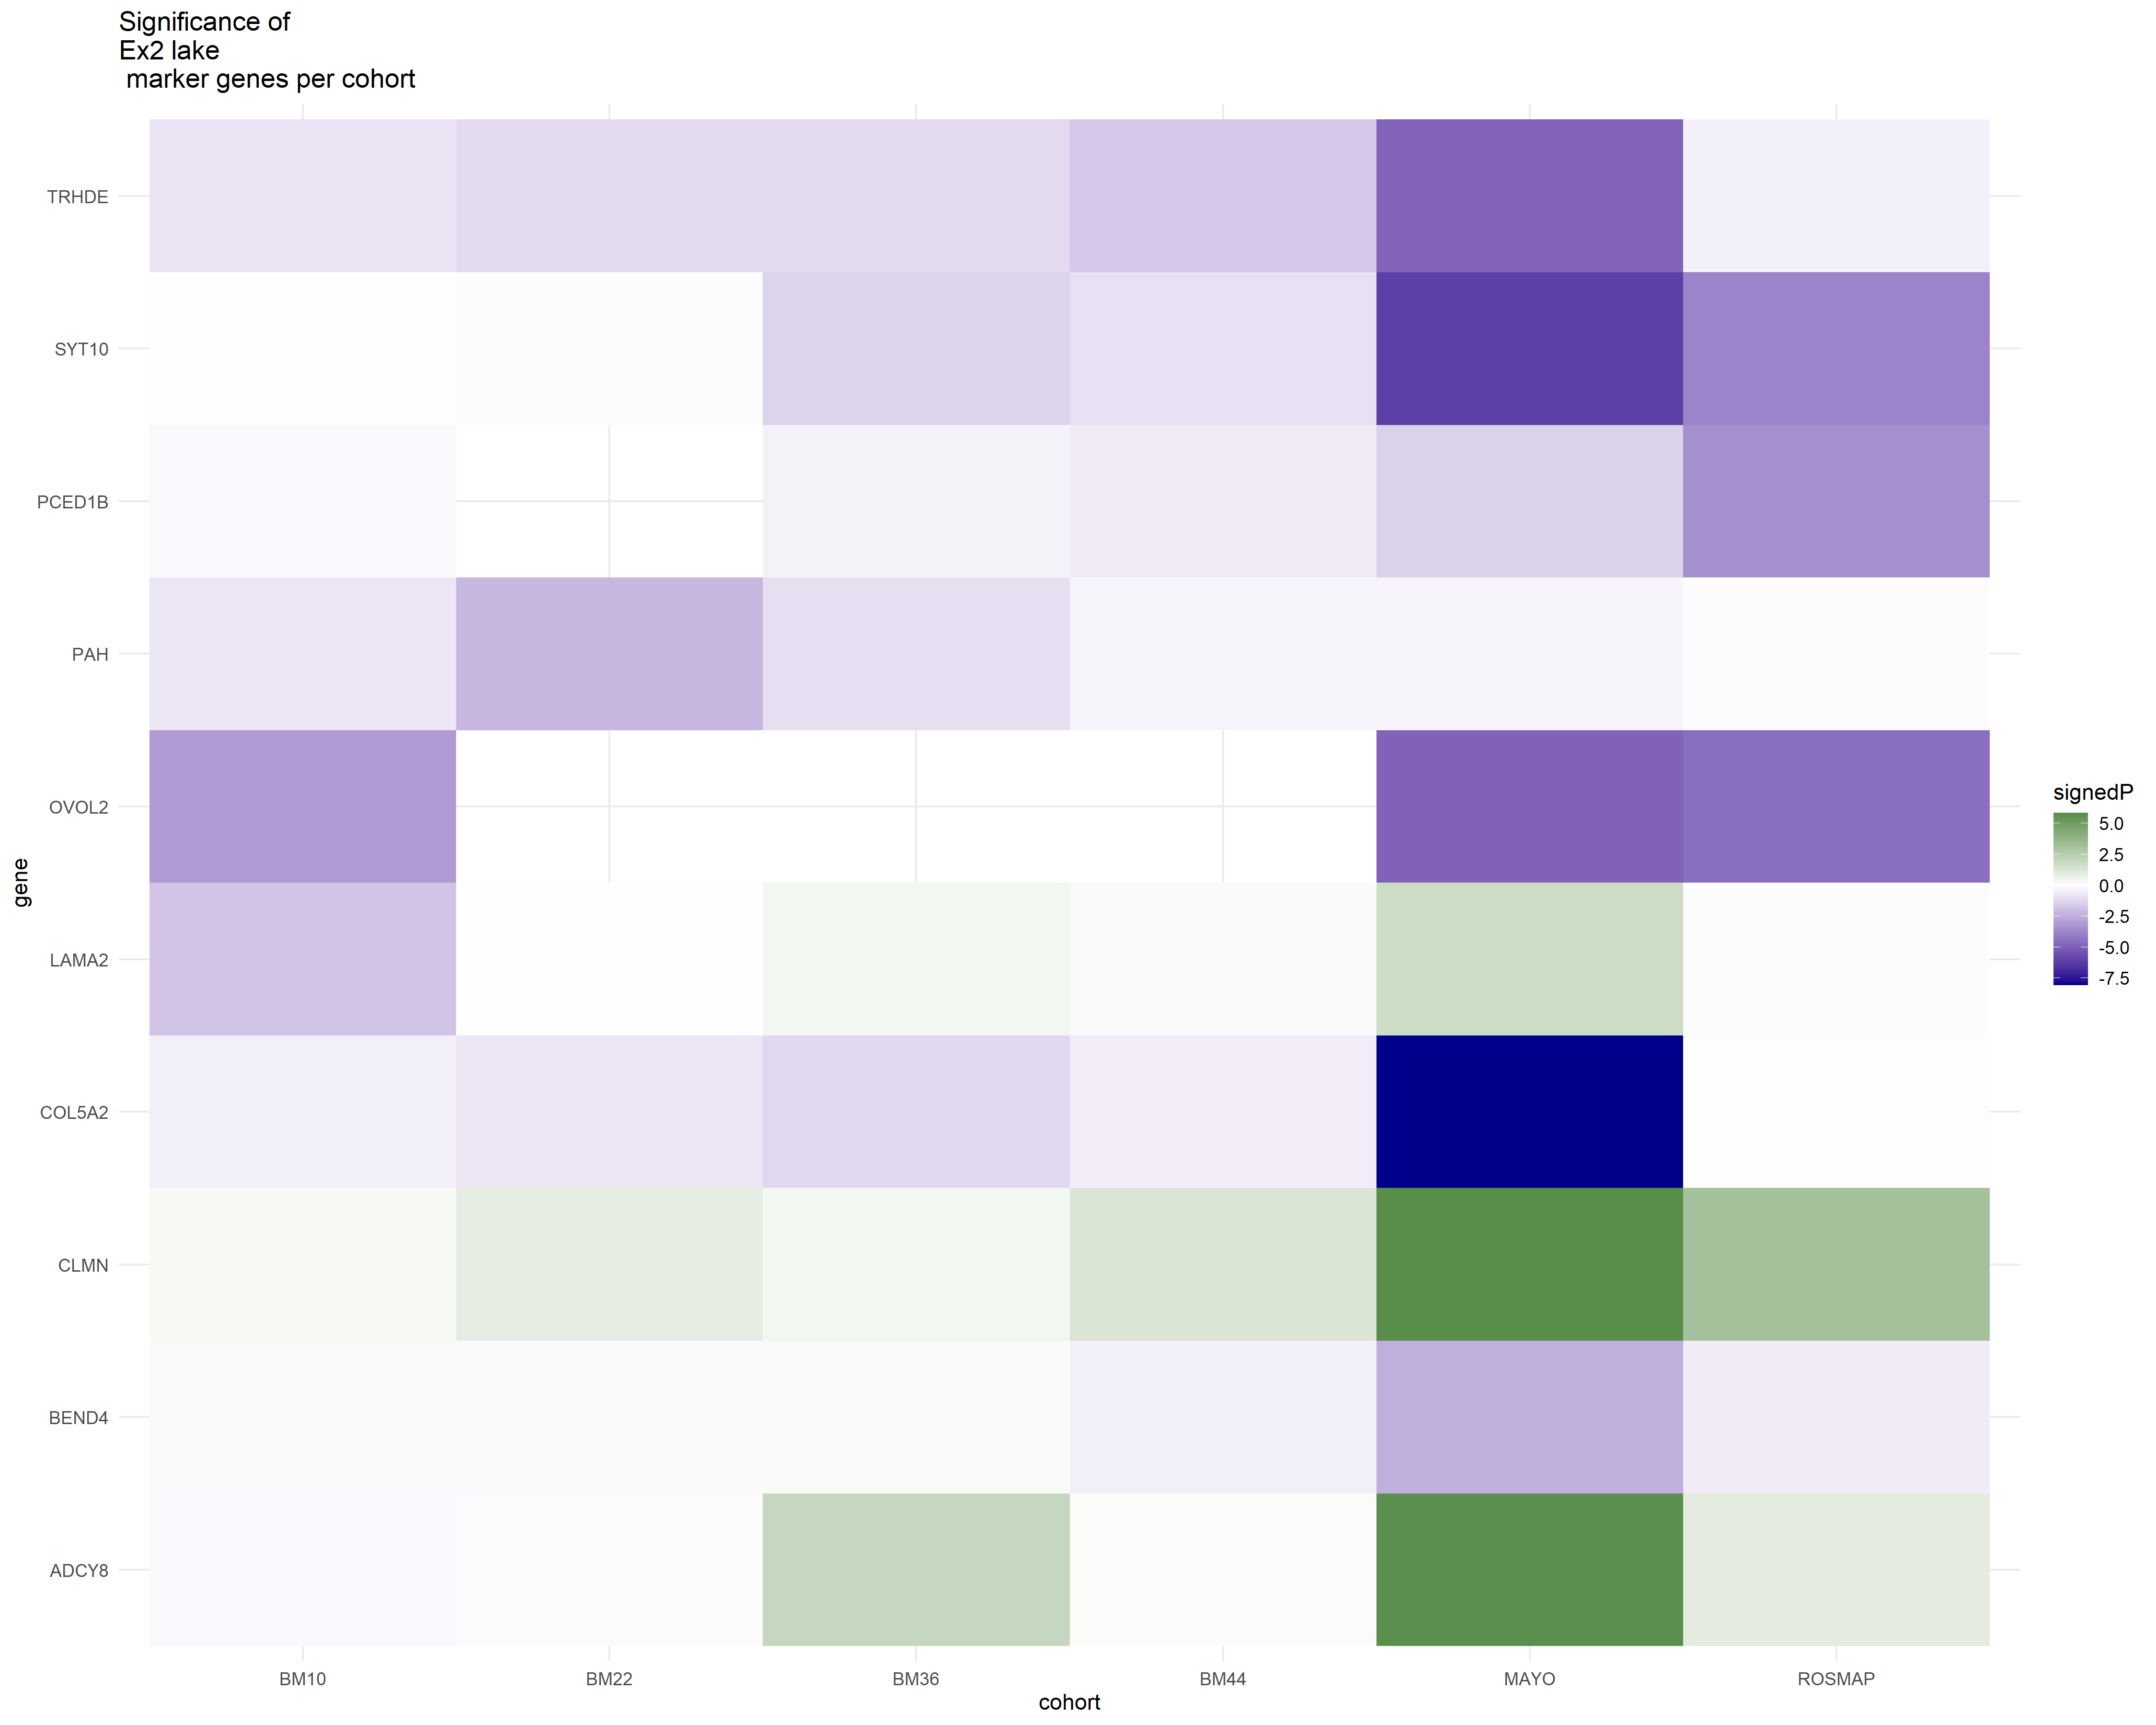 Significance of
Ex2 lake
marker genes per cohort
TRHDE
SYT10
PCED1B
PAH
OVOL2
LAMA2
COL5A2
CLMN
BEND4
ADCY8
gene
BM10 BM22 BM36 BM44 MAYO ROSMAP
cohort
signedP
5.0
2.5
0.0
-2.5
-5.0
-7.5